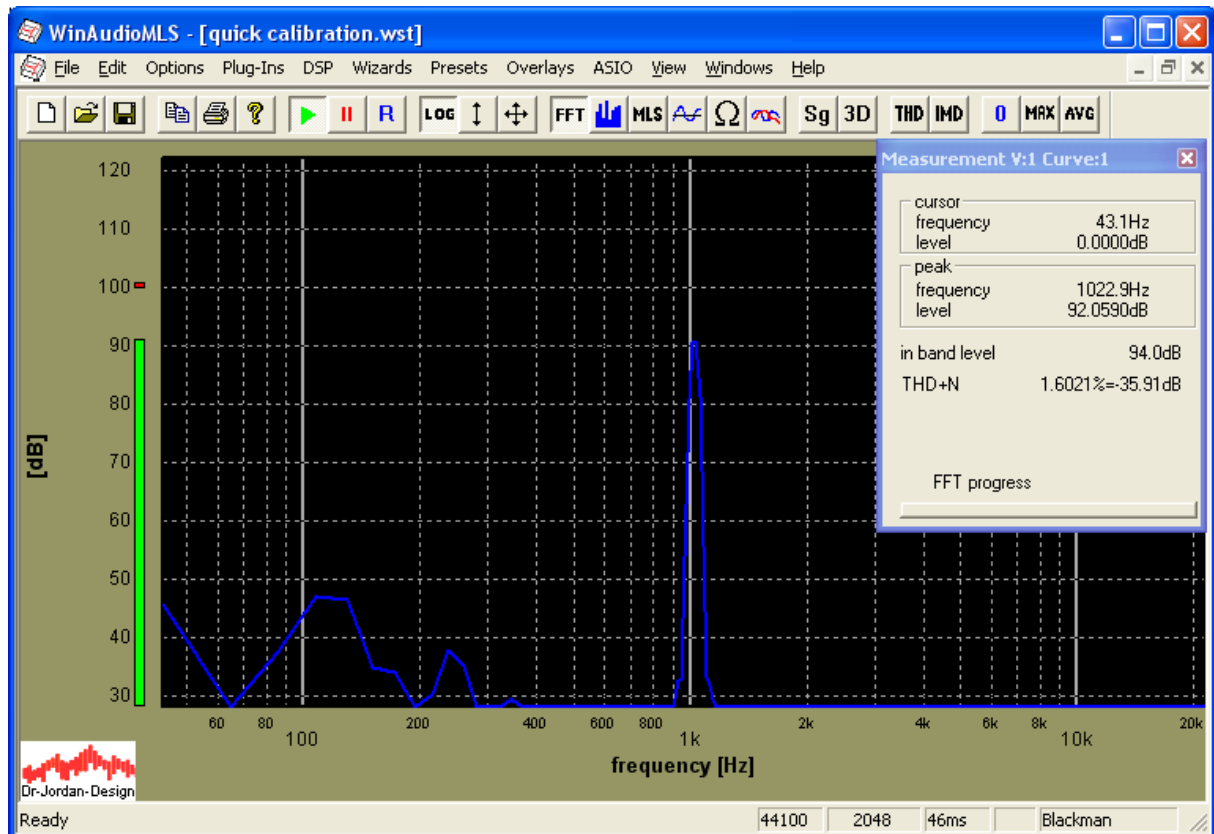 WinAudioMLS - [quick calibration.wst]
File Edit Options Plug-Ins DSP Wizards Presets Overlays ASIO View Windows Help
R LOG FFT MLS Ω Sg 3D THD IMD 0 MAX AVG
Measurement V:1 Curve:1
cursor
frequency 43.1Hz
level 0.0000dB
peak
frequency 1022.9Hz
level 92.0590dB
in band level 94.0dB
THD+N 1.6021%=-35.91dB
FFT progress
120
110
100
90
80
70
60
50
40
30
[dB]
60 80 200 400 600 800 2k 4k 6k 8k 20k
100 1k 10k
frequency [Hz]
Dr-Jordan-Design
Ready 44100 2048 46ms Blackman